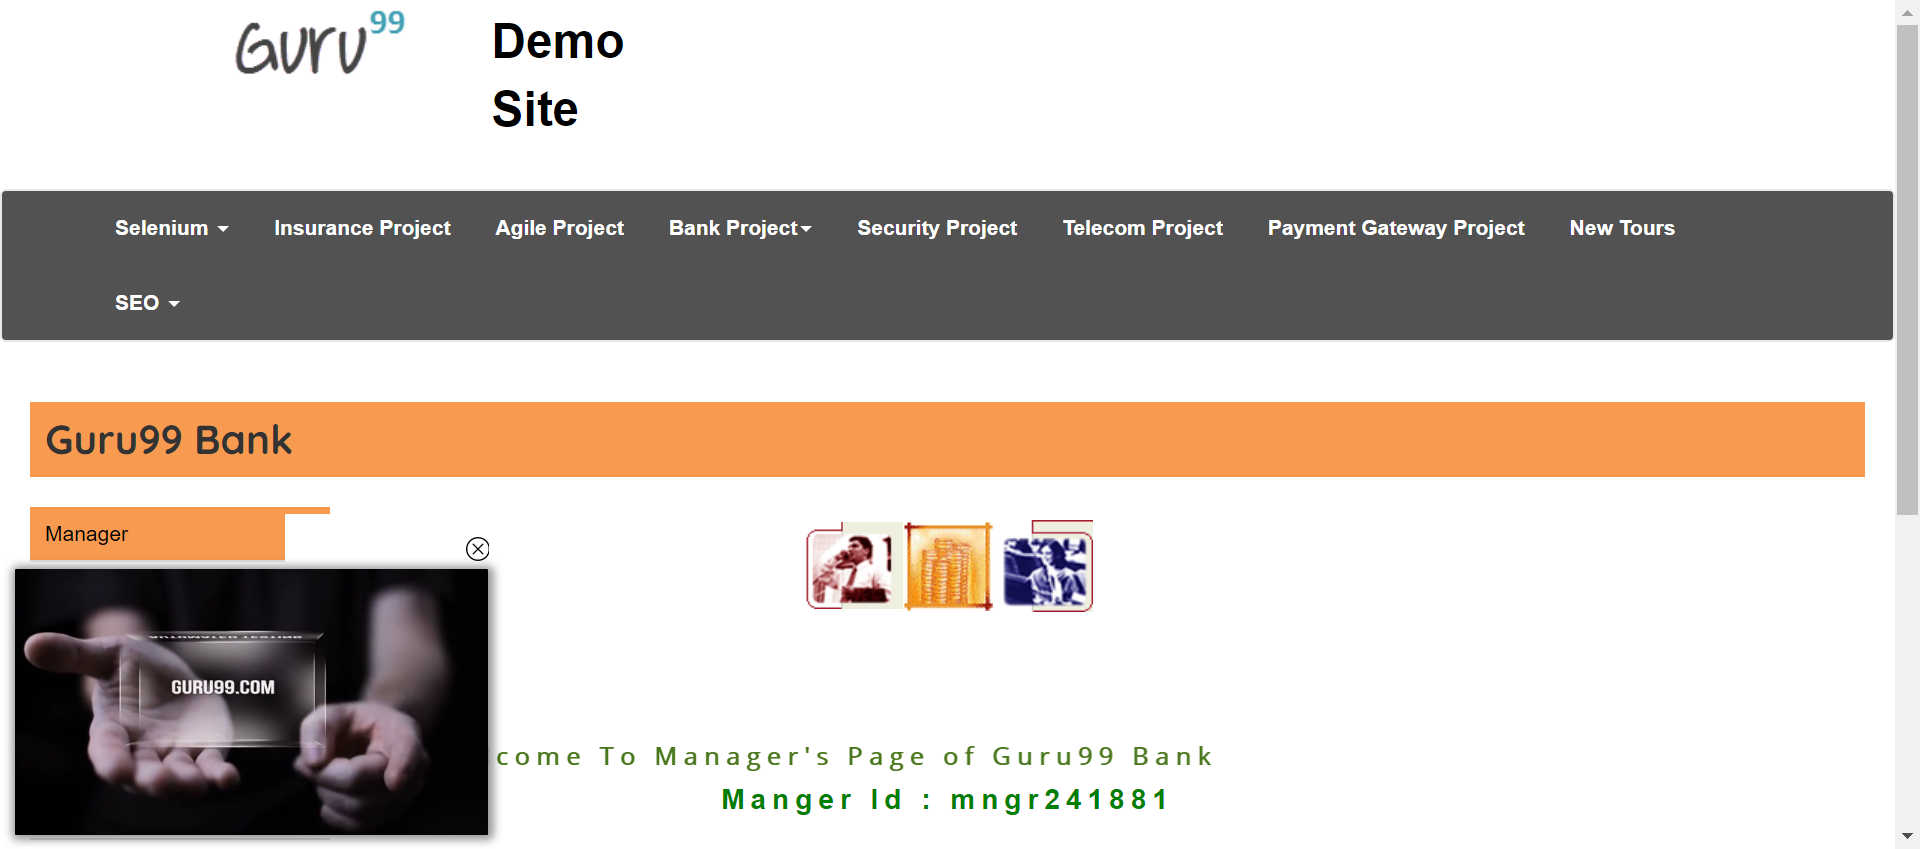 Guru99
Demo
Site
Selenium Insurance Project Agile Project Bank Project Security Project Telecom Project Payment Gateway Project New Tours
SEO
Guru99 Bank
Manager
GURU99.COM
come To Manager's Page of Guru99 Bank
Manger Id : mngr241881